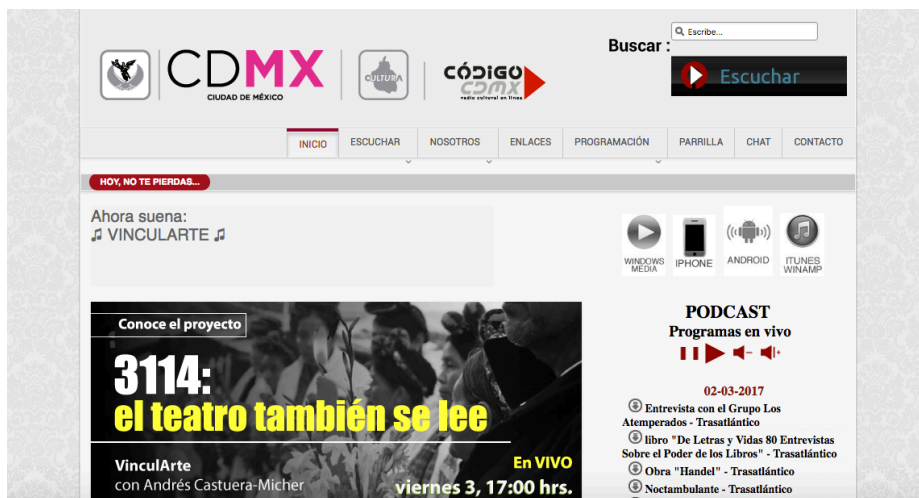 Buscar :
Escribe...
CDMX
CIUDAD DE MÉXICO
CULTURA
CÓDIGO
CDMX
radio cultural en línea
Escuchar
INICIO
ESCUCHAR
NOSOTROS
ENLACES
PROGRAMACIÓN
PARRILLA
CHAT
CONTACTO
HOY, NO TE PIERDAS...
Ahora suena:
♫ VINCULARTE ♫
WINDOWS
MEDIA
IPHONE
ANDROID
ITUNES
WINAMP
Conoce el proyecto
3114:
el teatro también se lee
VinculArte
con Andrés Castuera-Micher
En VIVO
viernes 3, 17:00 hrs.
PODCAST
Programas en vivo
02-03-2017
Entrevista con el Grupo Los
Atemperados - Trasatlántico
libro "De Letras y Vidas 80 Entrevistas
Sobre el Poder de los Libros" - Trasatlántico
Obra "Handel" - Trasatlántico
Noctambulante - Trasatlántico